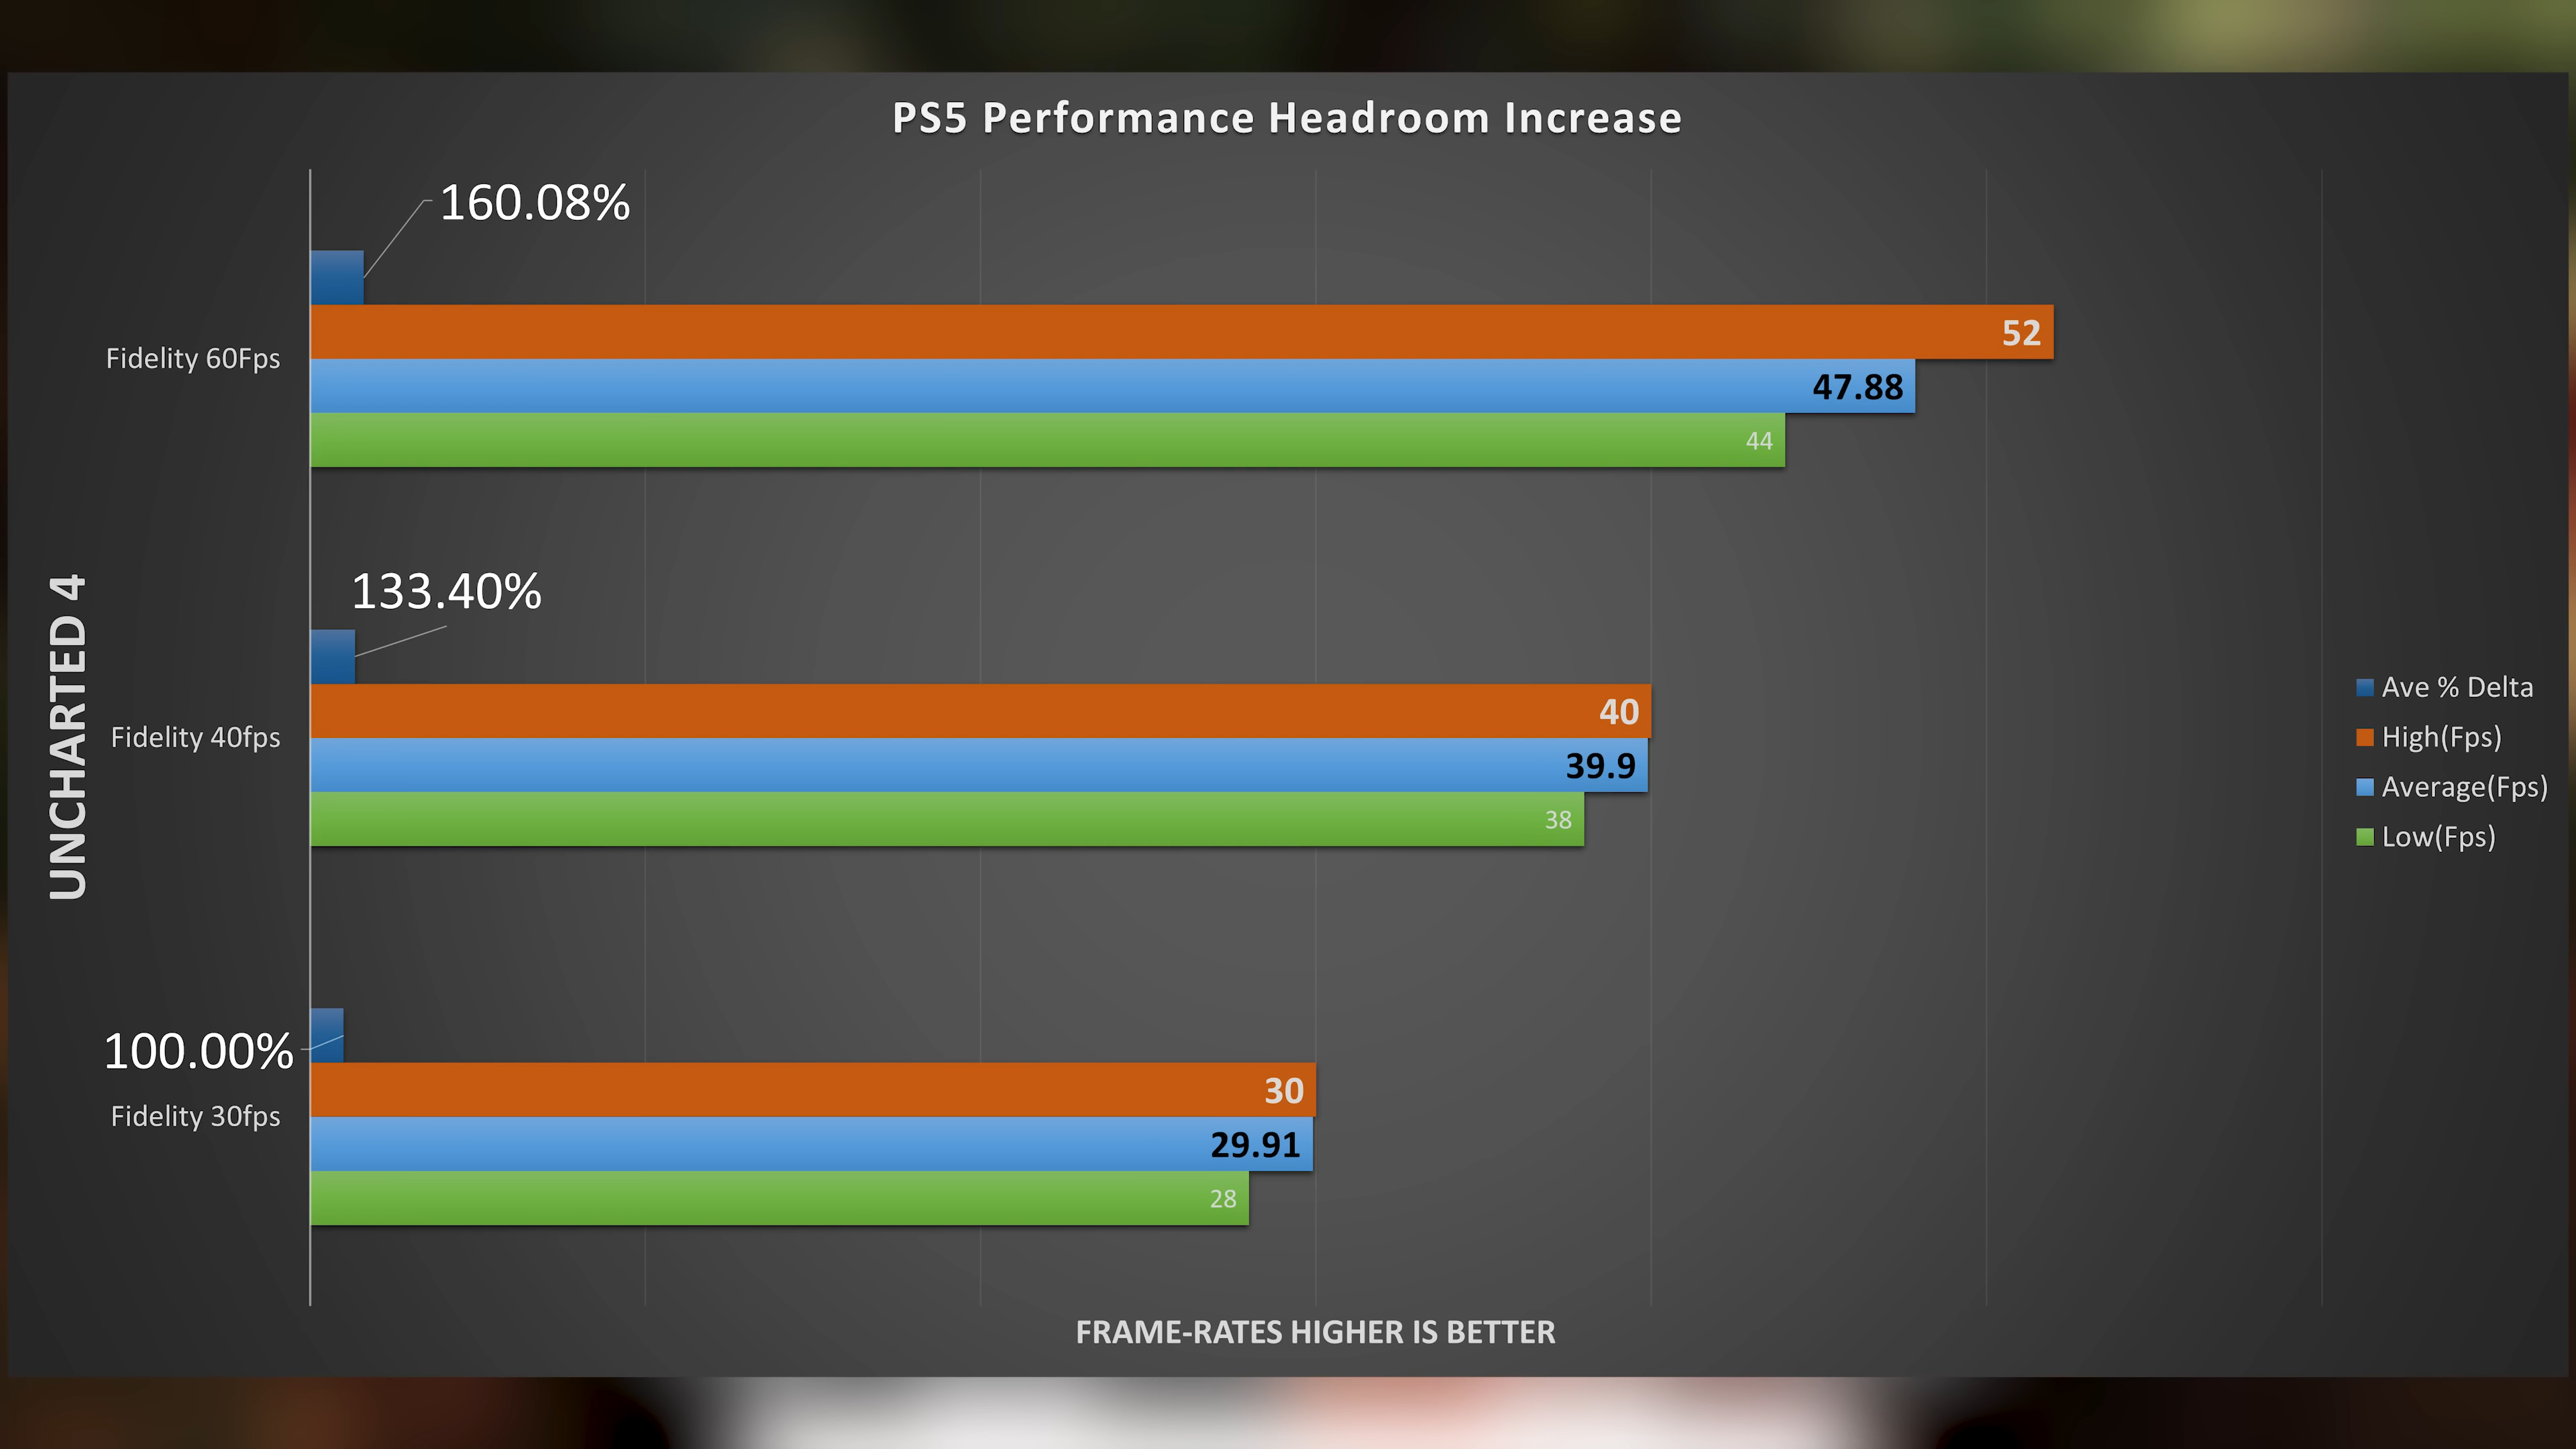 PS5 Performance Headroom Increase
160.08%
52
Fidelity 60Fps
47.88
44
UNCHARTED 4
133.40%
40
Fidelity 40fps
39.9
38
100.00%
30
Fidelity 30fps
29.91
28
Ave % Delta
High(Fps)
Average(Fps)
Low(Fps)
FRAME-RATES HIGHER IS BETTER